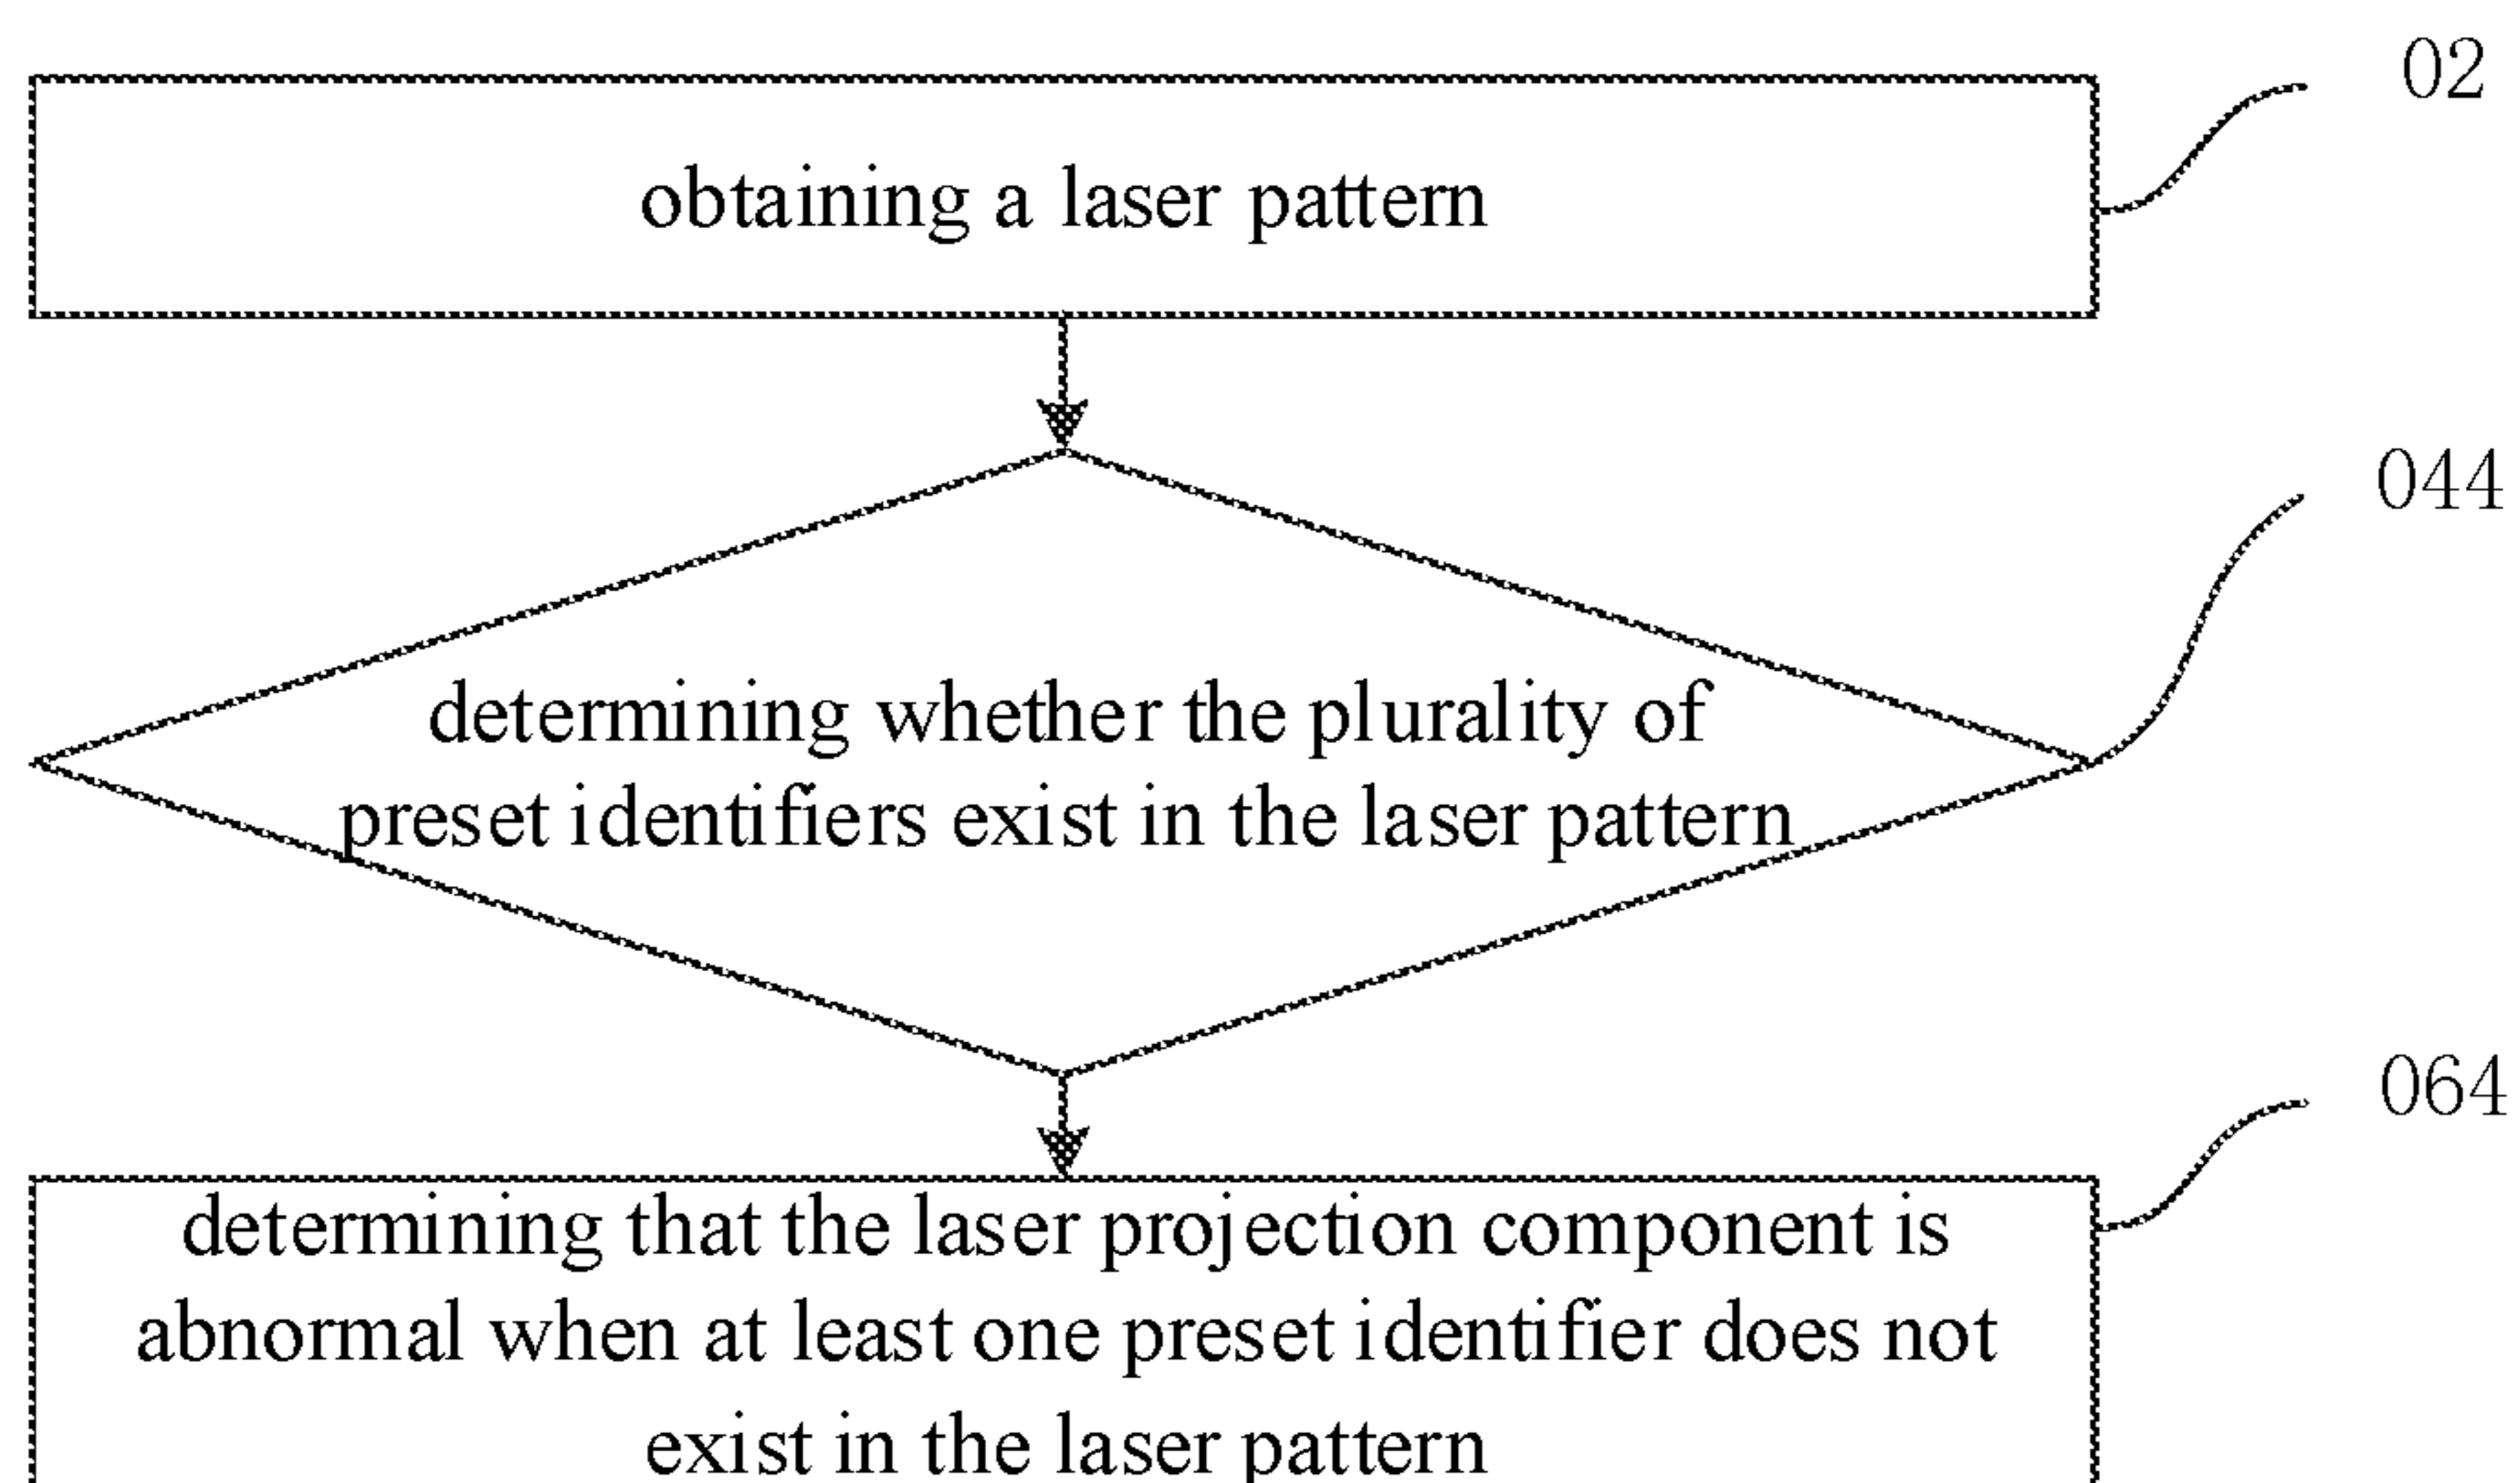 02
obtaining a laser pattern
044
determining whether the plurality of
preset identifiers exist in the laser pattern
064
determining that the laser projection component is
abnormal when at least one preset identifier does not
exist in the laser pattern